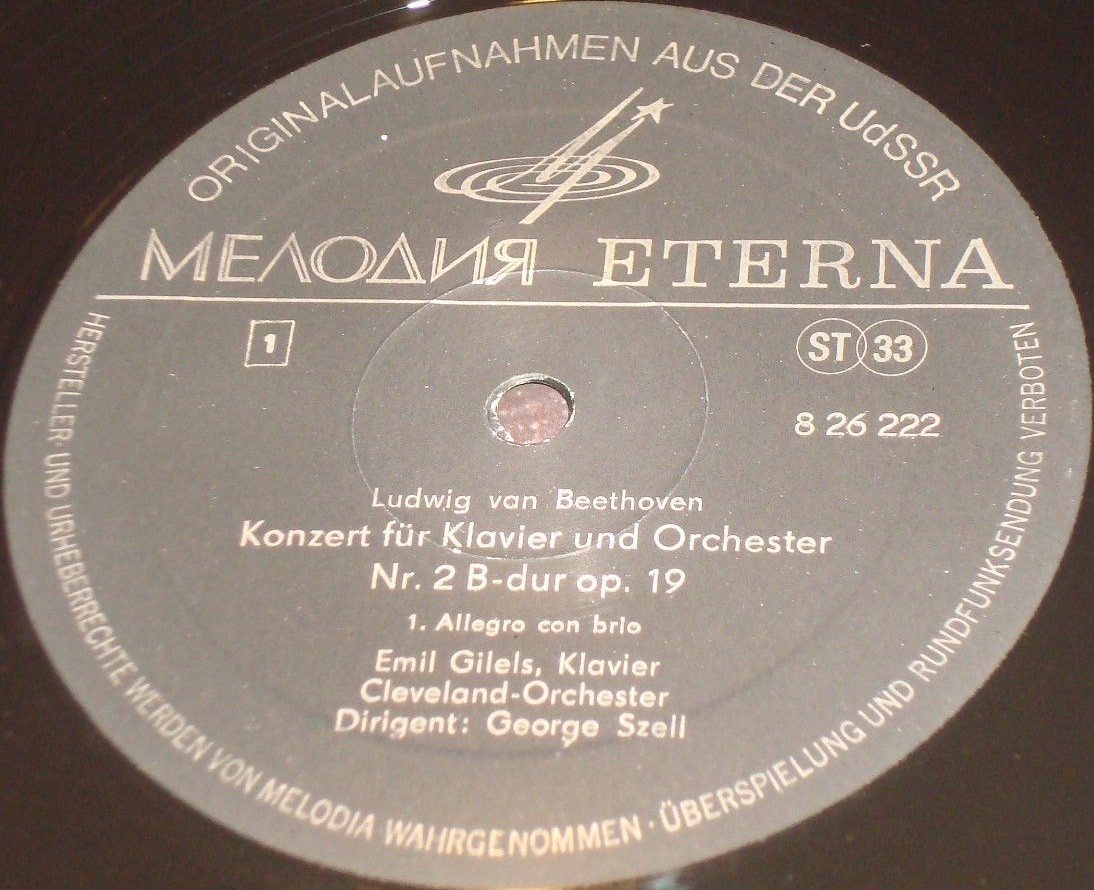 ORIGINALAUFNAHMEN AUS DER UdSSR
МЕЛОДИЯ ETERNA
1
ST 33
8 26 222
Ludwig van Beethoven
Konzert für Klavier und Orchester
Nr. 2 B-dur op. 19
1. Allegro con brio
Emil Gilels, Klavier
Cleveland-Orchester
Dirigent: George Szell
HERSTELLER- UND URHEBERRECHTE WERDEN VON MELODIA WAHRGENOMMEN · ÜBERSPIELUNG UND RUNDFUNKSENDUNG VERBOTEN